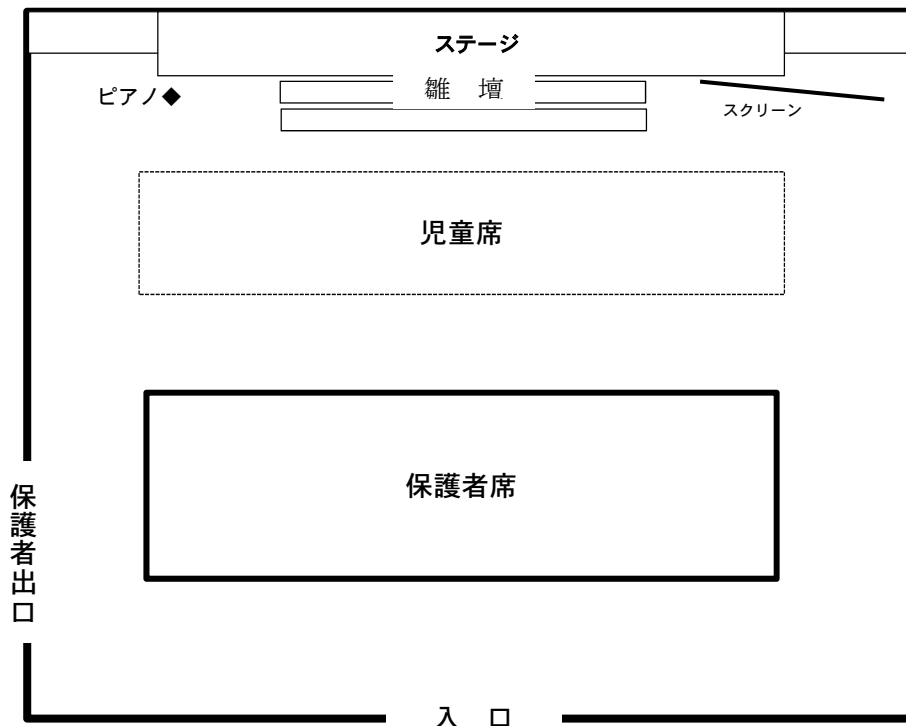 ステージ
雛　壇
ピアノ◆
スクリーン
児童席
保護者席
保護者出口
入　口